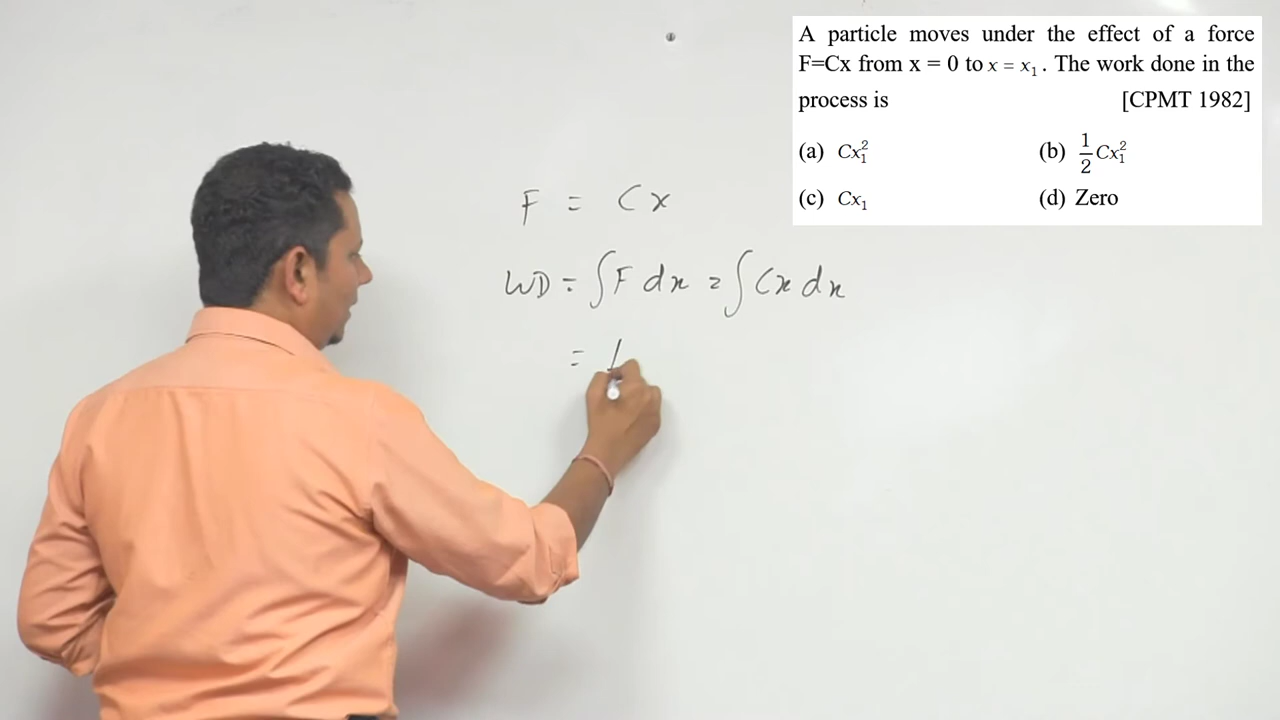 A particle moves under the effect of a force
F=Cx from x = 0 to x = x₁. The work done in the
process is [CPMT 1982]
(a) Cx₁² (b) 1/2 Cx₁²
(c) Cx₁ (d) Zero
F = Cx
WD = ∫F dx = ∫Cx dx
=